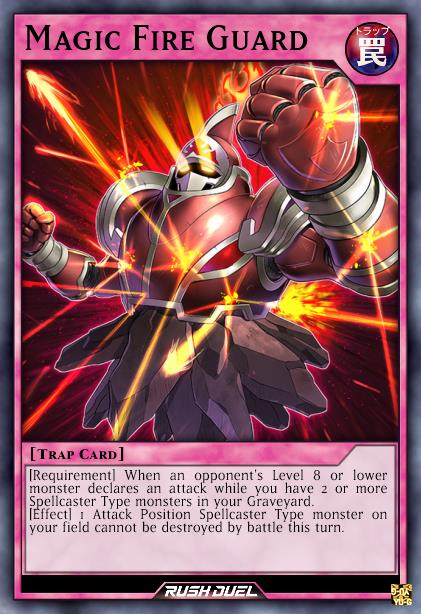 Magic Fire Guard
トラップ
罠
[Trap Card]
[Requirement] When an opponent's Level 8 or lower
monster declares an attack while you have 2 or more
Spellcaster Type monsters in your Graveyard.
[Effect] 1 Attack Position Spellcaster Type monster on
your field cannot be destroyed by battle this turn.
RUSH DUEL